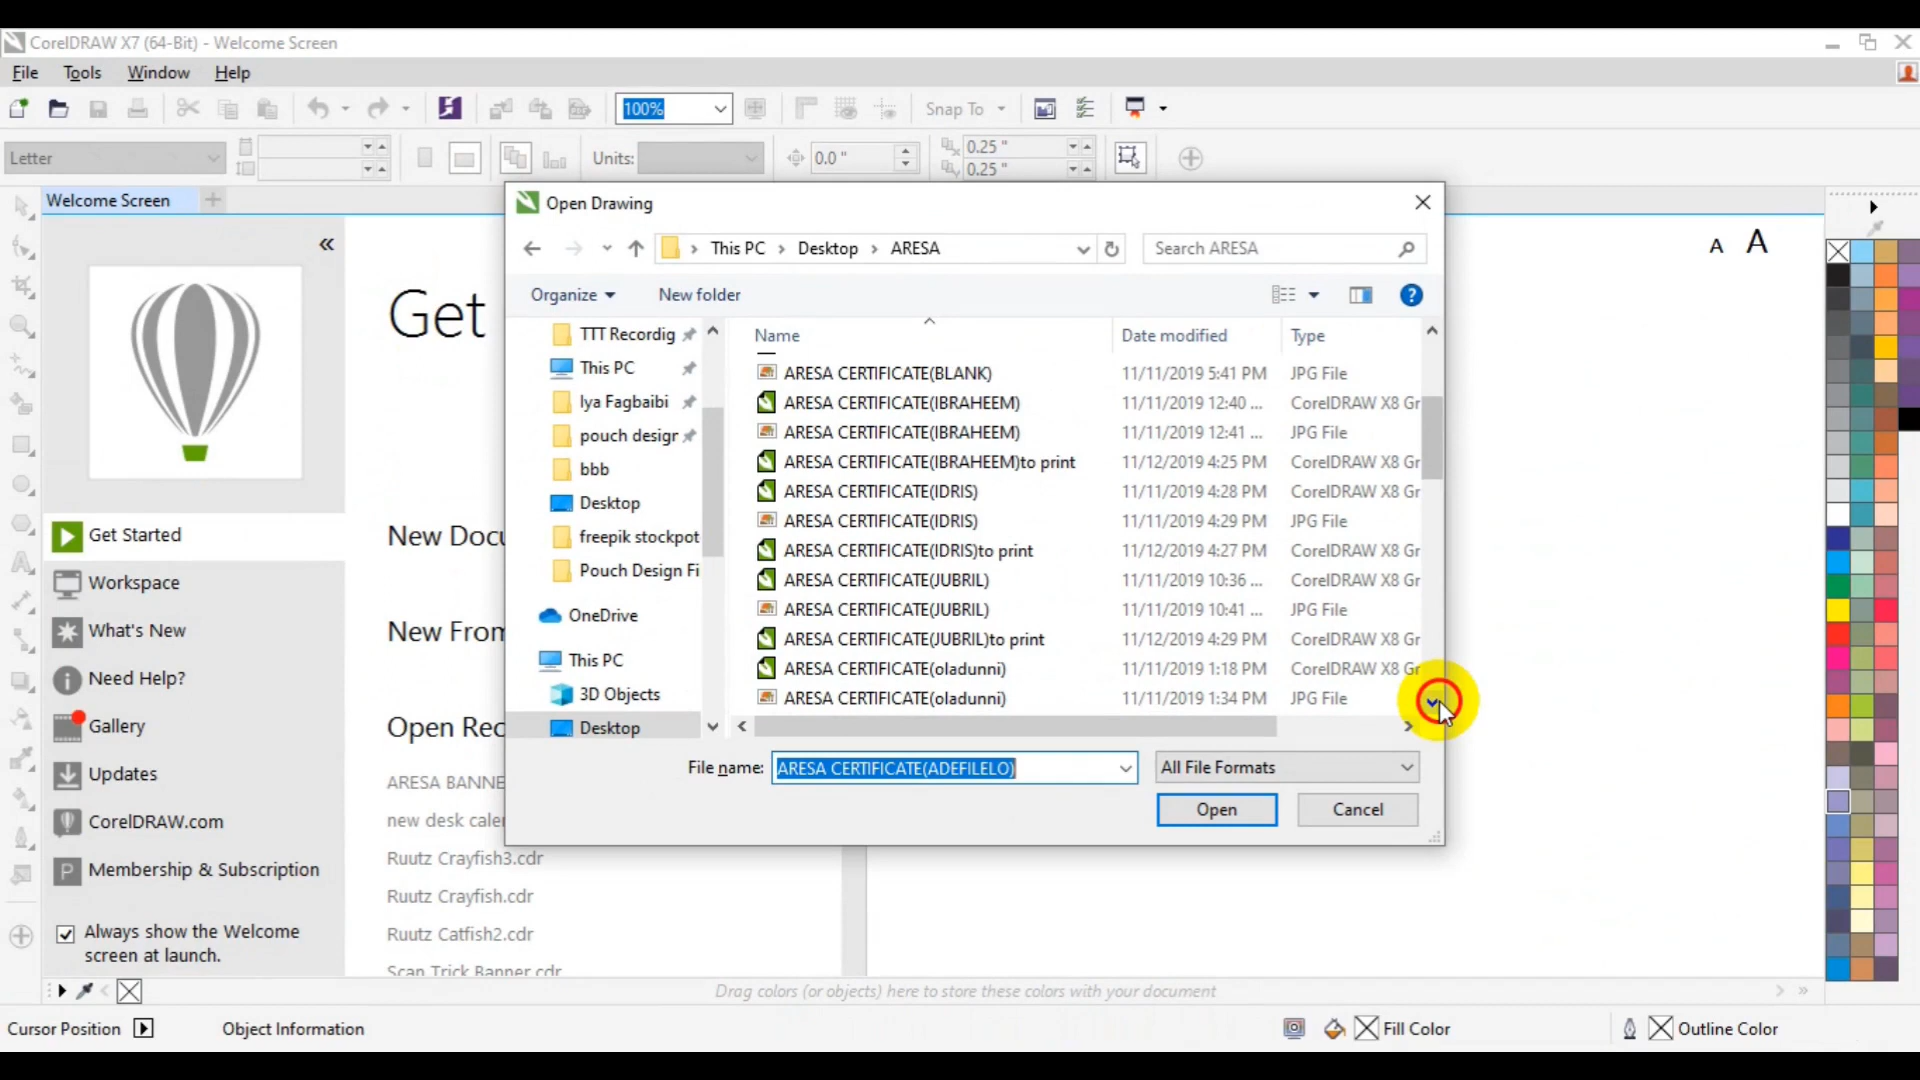 CorelDRAW X7 (64-Bit) - Welcome Screen
File Tools Window Help
100%
Snap To
Letter
Units:
0.0 "
0.25 "
0.25 "
Welcome Screen
Get
A A
New Docu
New From
Open Rec
ARESA BANNE
new desk caler
Ruutz Crayfish3.cdr
Ruutz Crayfish.cdr
Ruutz Catfish2.cdr
Scan Trick Banner.cdr
Get Started
Workspace
What's New
Need Help?
Gallery
Updates
CorelDRAW.com
Membership & Subscription
Always show the Welcome
screen at launch.
Open Drawing
This PC > Desktop > ARESA
Search ARESA
Organize New folder
TTT Recordig
This PC
Iya Fagbaibi
pouch design
bbb
Desktop
freepik stockpot
Pouch Design Fi
OneDrive
This PC
3D Objects
Desktop
Name Date modified Type
ARESA CERTIFICATE(BLANK) 11/11/2019 5:41 PM JPG File
ARESA CERTIFICATE(IBRAHEEM) 11/11/2019 12:40 ... CorelDRAW X8 Gr
ARESA CERTIFICATE(IBRAHEEM) 11/11/2019 12:41 ... JPG File
ARESA CERTIFICATE(IBRAHEEM)to print 11/12/2019 4:25 PM CorelDRAW X8 Gr
ARESA CERTIFICATE(IDRIS) 11/11/2019 4:28 PM CorelDRAW X8 Gr
ARESA CERTIFICATE(IDRIS) 11/11/2019 4:29 PM JPG File
ARESA CERTIFICATE(IDRIS)to print 11/12/2019 4:27 PM CorelDRAW X8 Gr
ARESA CERTIFICATE(JUBRIL) 11/11/2019 10:36 ... CorelDRAW X8 Gr
ARESA CERTIFICATE(JUBRIL) 11/11/2019 10:41 ... JPG File
ARESA CERTIFICATE(JUBRIL)to print 11/12/2019 4:29 PM CorelDRAW X8 Gr
ARESA CERTIFICATE(oladunni) 11/11/2019 1:18 PM CorelDRAW X8 Gr
ARESA CERTIFICATE(oladunni) 11/11/2019 1:34 PM JPG File
File name: ARESA CERTIFICATE(ADEFILELO) All File Formats
Open Cancel
Drag colors (or objects) here to store these colors with your document
Cursor Position Object Information Fill Color Outline Color